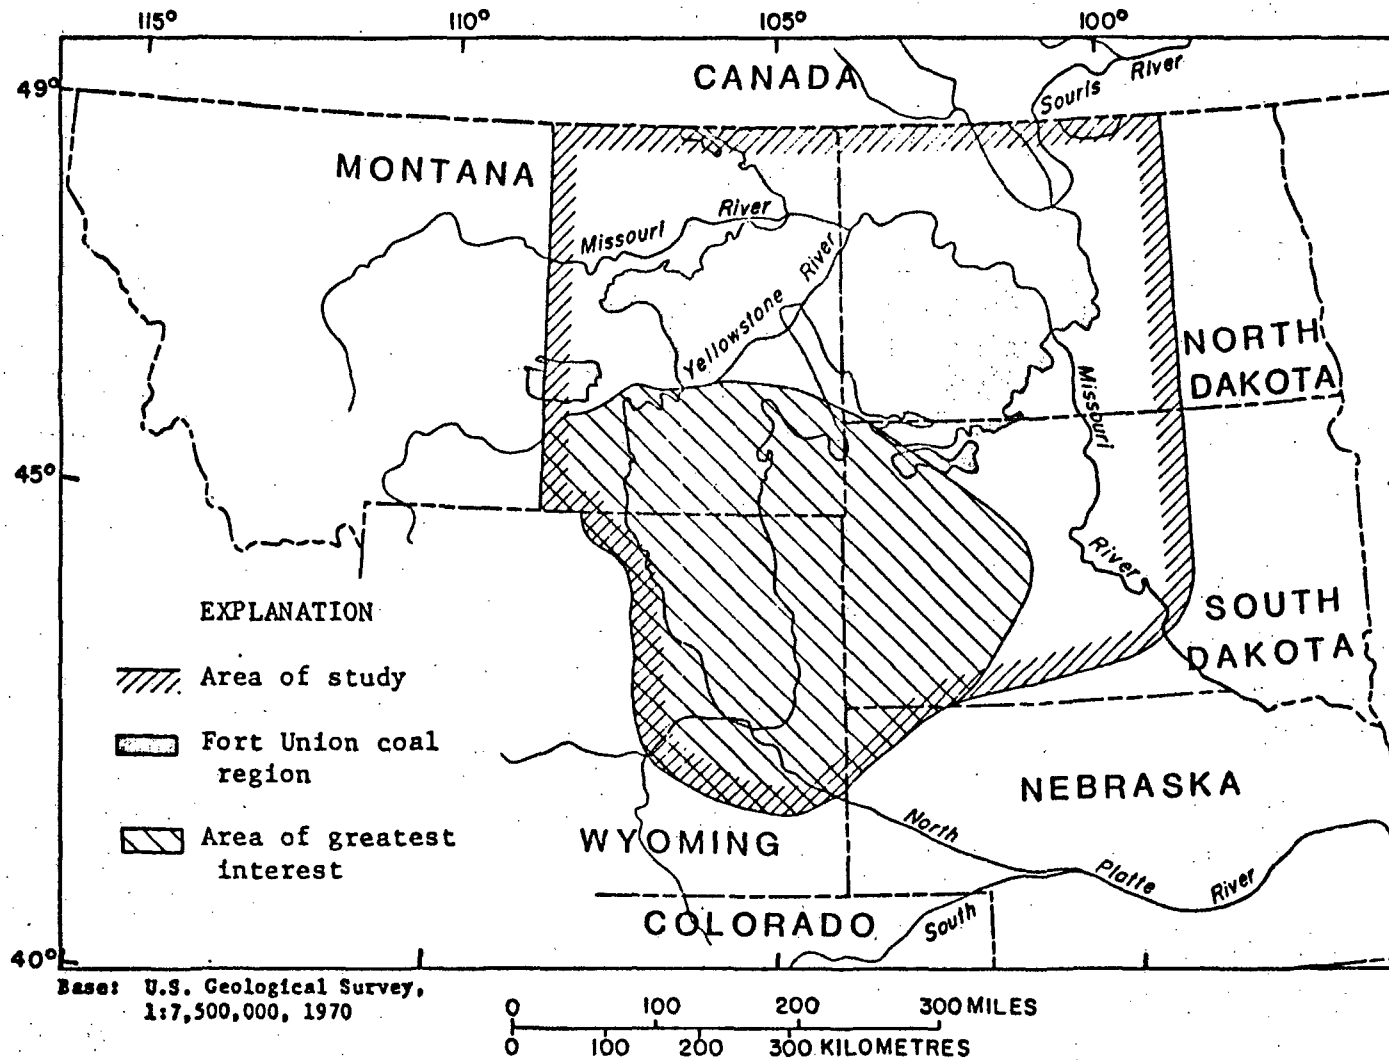 115° 110° 105° 100°
49°
CANADA
Souris River
MONTANA
Missouri River
Yellowstone River
NORTH
DAKOTA
Missouri
River
45°
EXPLANATION
Area of study
Fort Union coal
region
Area of greatest
interest
SOUTH
DAKOTA
NEBRASKA
WYOMING
North
Platte River
South
COLORADO
40°
Base: U.S. Geological Survey,
1:7,500,000, 1970
0 100 200 300 MILES
0 100 200 300 KILOMETRES